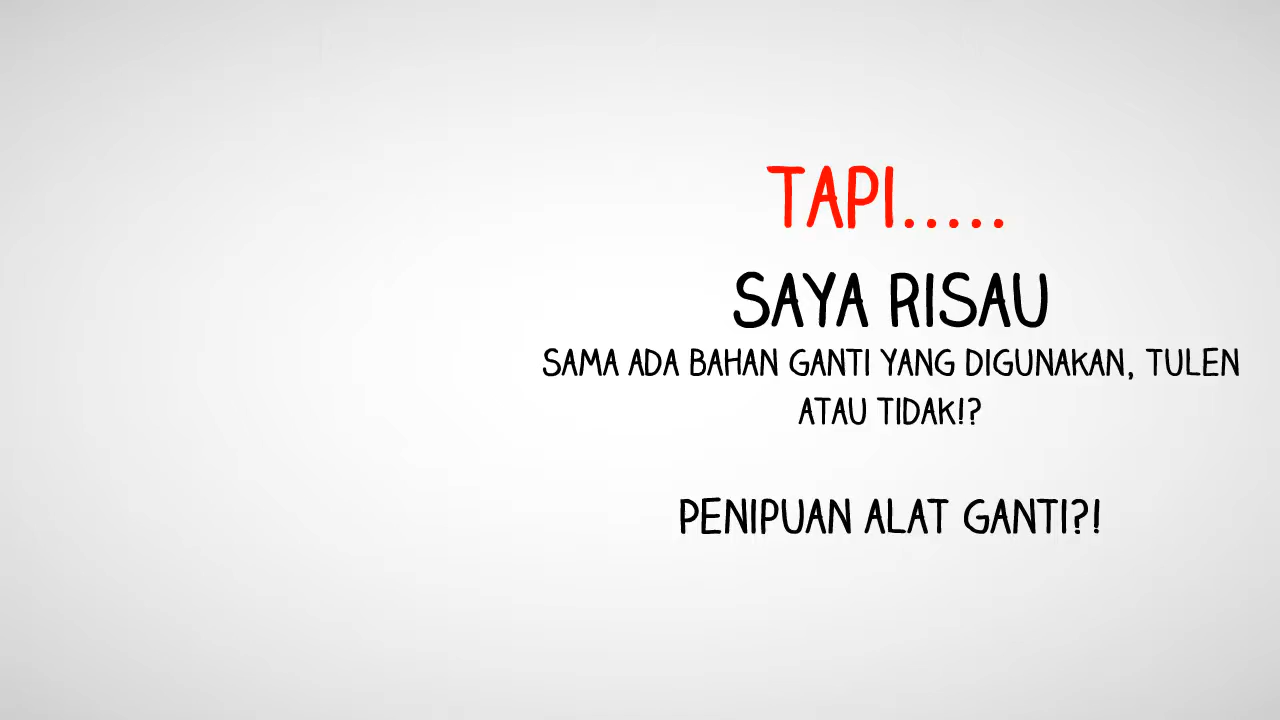 TAPI.....
SAYA RISAU
SAMA ADA BAHAN GANTI YANG DIGUNAKAN, TULEN
ATAU TIDAK!?
PENIPUAN ALAT GANTI?!